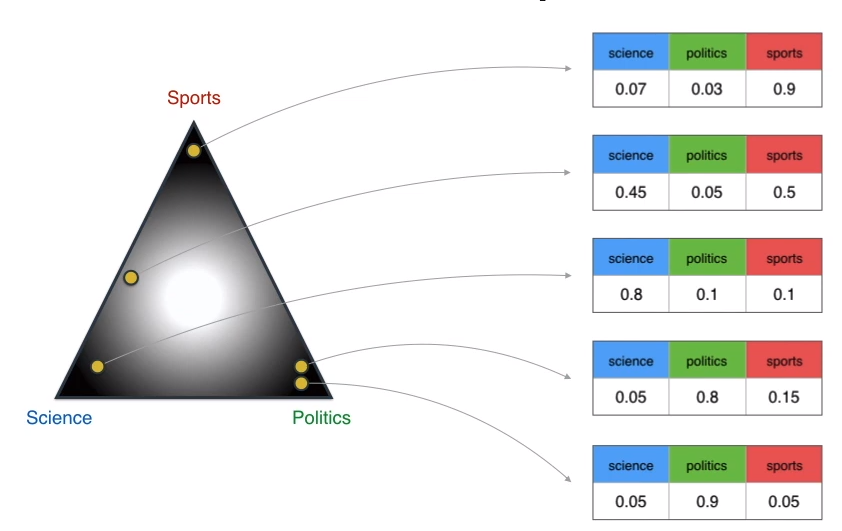 Sports
Science
Politics
science politics sports
0.07 0.03 0.9
science politics sports
0.45 0.05 0.5
science politics sports
0.8 0.1 0.1
science politics sports
0.05 0.8 0.15
science politics sports
0.05 0.9 0.05